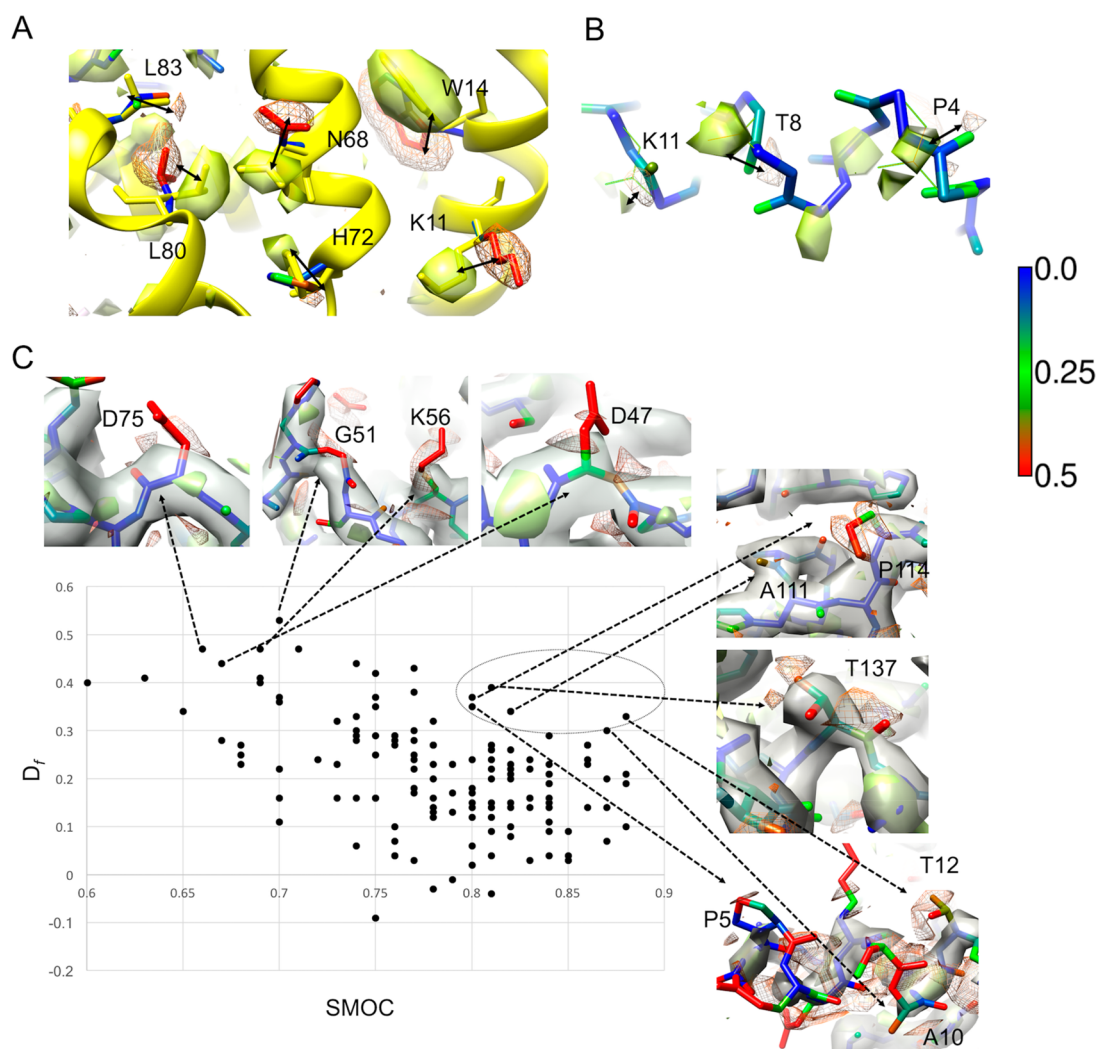 A
L83
W14
N68
L80
H72
K11
B
K11
T8
P4
0.0
0.25
0.5
C
D75
G51
K56
D47
A111
P114
T137
T12
P5
A10
0.6
0.5
0.4
0.3
0.2
0.1
0
-0.1
-0.2
Df
0.6
0.65
0.7
0.75
0.8
0.85
0.9
SMOC